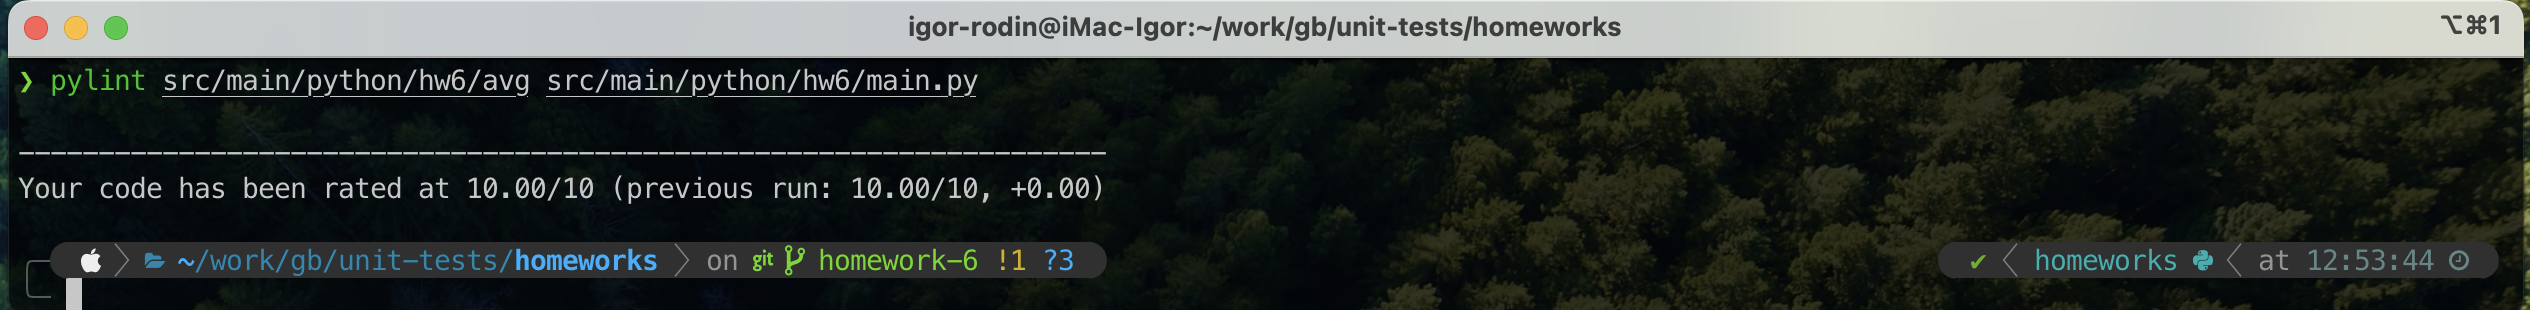 igor-rodin@iMac-Igor:~/work/gb/unit-tests/homeworks ⌥⌘1
❯ pylint src/main/python/hw6/avg src/main/python/hw6/main.py
--------------------------------------------------------------------
Your code has been rated at 10.00/10 (previous run: 10.00/10, +0.00)
~/work/gb/unit-tests/homeworks on git homework-6 !1 ?3 ✔ homeworks at 12:53:44